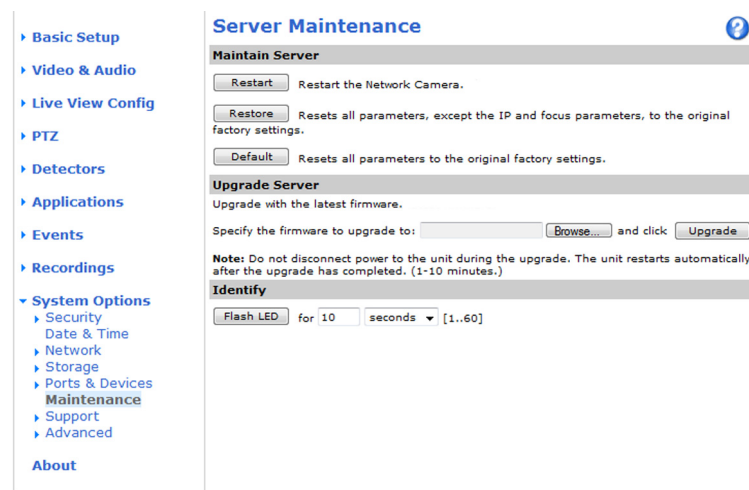 Basic Setup
Video & Audio
Live View Config
PTZ
Detectors
Applications
Events
Recordings
System Options
Security
Date & Time
Network
Storage
Ports & Devices
Maintenance
Support
Advanced
About
Server Maintenance
?
Maintain Server
Restart Restart the Network Camera.
Restore Resets all parameters, except the IP and focus parameters, to the original
factory settings.
Default Resets all parameters to the original factory settings.
Upgrade Server
Upgrade with the latest firmware.
Specify the firmware to upgrade to: Browse... and click Upgrade
Note: Do not disconnect power to the unit during the upgrade. The unit restarts automatically
after the upgrade has completed. (1-10 minutes.)
Identify
Flash LED for 10 seconds [1..60]